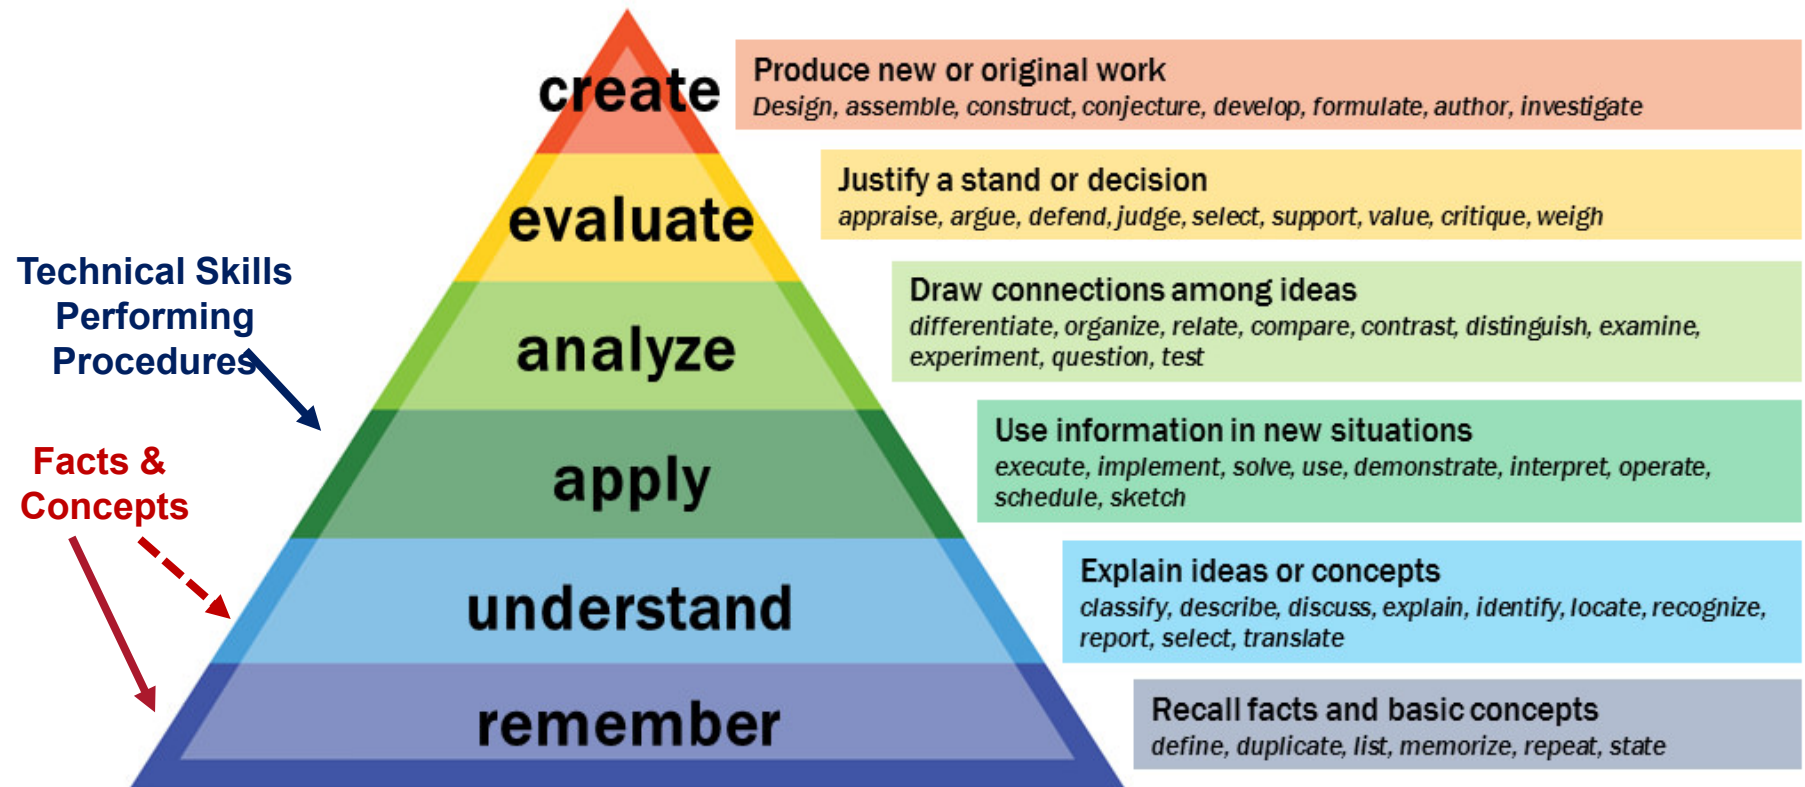 create
Produce new or original work
Design, assemble, construct, conjecture, develop, formulate, author, investigate
evaluate
Justify a stand or decision
appraise, argue, defend, judge, select, support, value, critique, weigh
Technical Skills
Performing
Procedures
analyze
Draw connections among ideas
differentiate, organize, relate, compare, contrast, distinguish, examine,
experiment, question, test
Facts &
Concepts
apply
Use information in new situations
execute, implement, solve, use, demonstrate, interpret, operate,
schedule, sketch
understand
Explain ideas or concepts
classify, describe, discuss, explain, identify, locate, recognize,
report, select, translate
remember
Recall facts and basic concepts
define, duplicate, list, memorize, repeat, state